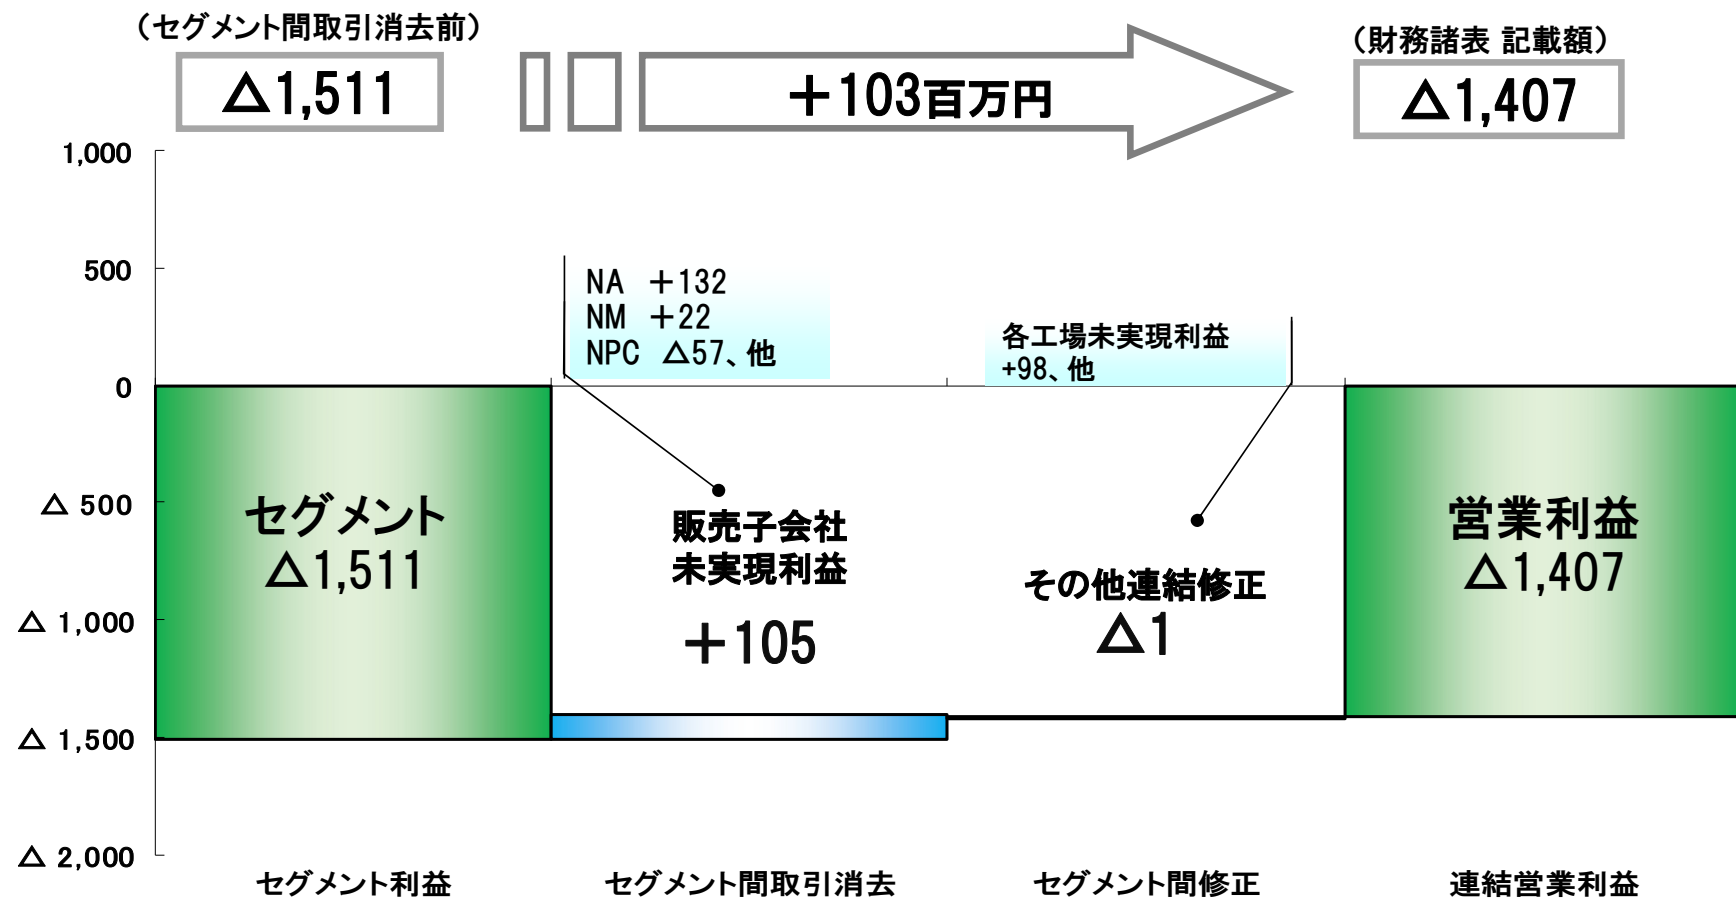 （セグメント間取引消去前）
△1,511
＋103百万円
（財務諸表 記載額）
△1,407
1,000
500
0
△ 500
△ 1,000
△ 1,500
△ 2,000
NA ＋132
NM ＋22
NPC △57、他
各工場未実現利益
+98、他
セグメント
△1,511
販売子会社
未実現利益
＋105
その他連結修正
△1
営業利益
△1,407
セグメント利益
セグメント間取引消去
セグメント間修正
連結営業利益